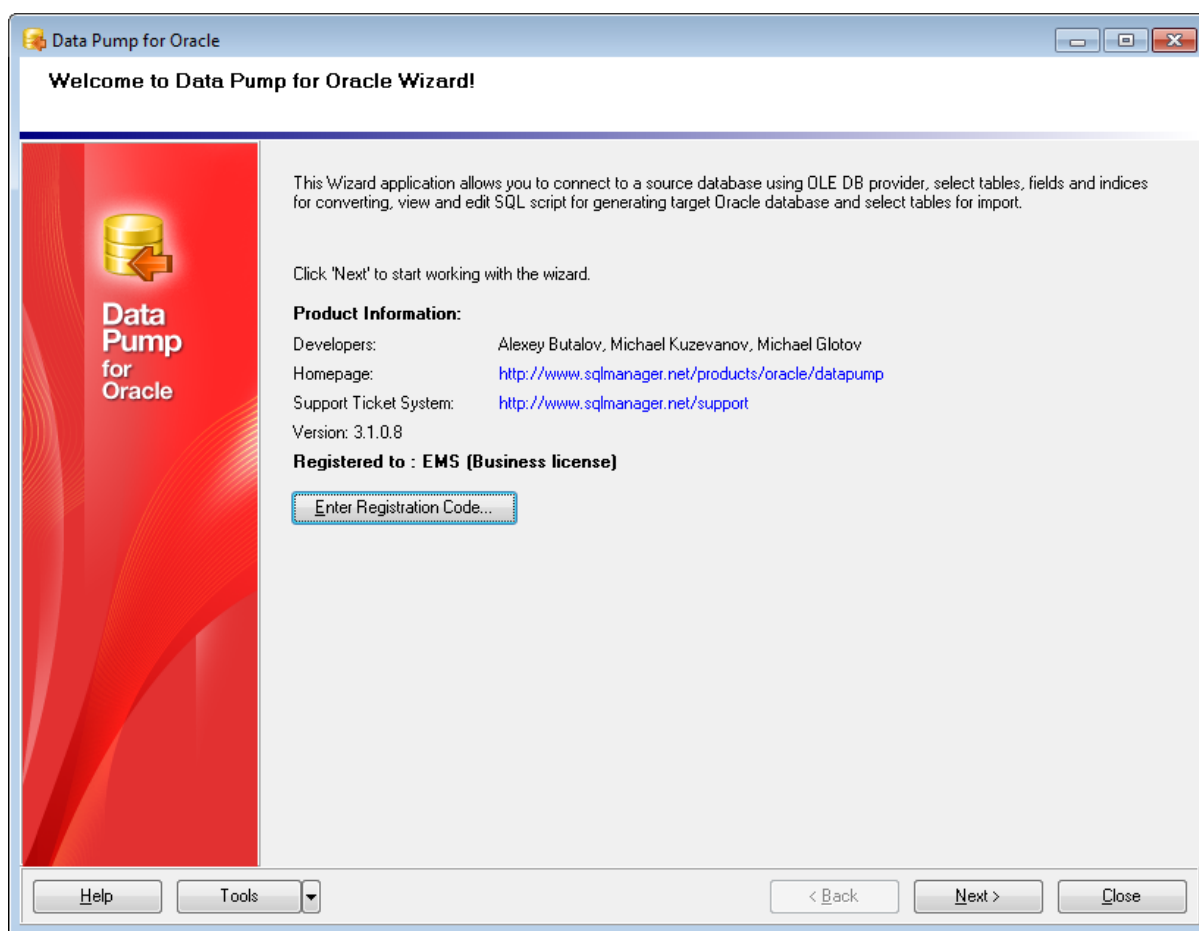 Data Pump for Oracle
Welcome to Data Pump for Oracle Wizard!
Data
Pump
for
Oracle
This Wizard application allows you to connect to a source database using OLE DB provider, select tables, fields and indices
for converting, view and edit SQL script for generating target Oracle database and select tables for import.
Click 'Next' to start working with the wizard.
Product Information:
Developers: Alexey Butalov, Michael Kuzevanov, Michael Glotov
Homepage: http://www.sqlmanager.net/products/oracle/datapump
Support Ticket System: http://www.sqlmanager.net/support
Version: 3.1.0.8
Registered to : EMS (Business license)
Enter Registration Code...
Help Tools < Back Next > Close